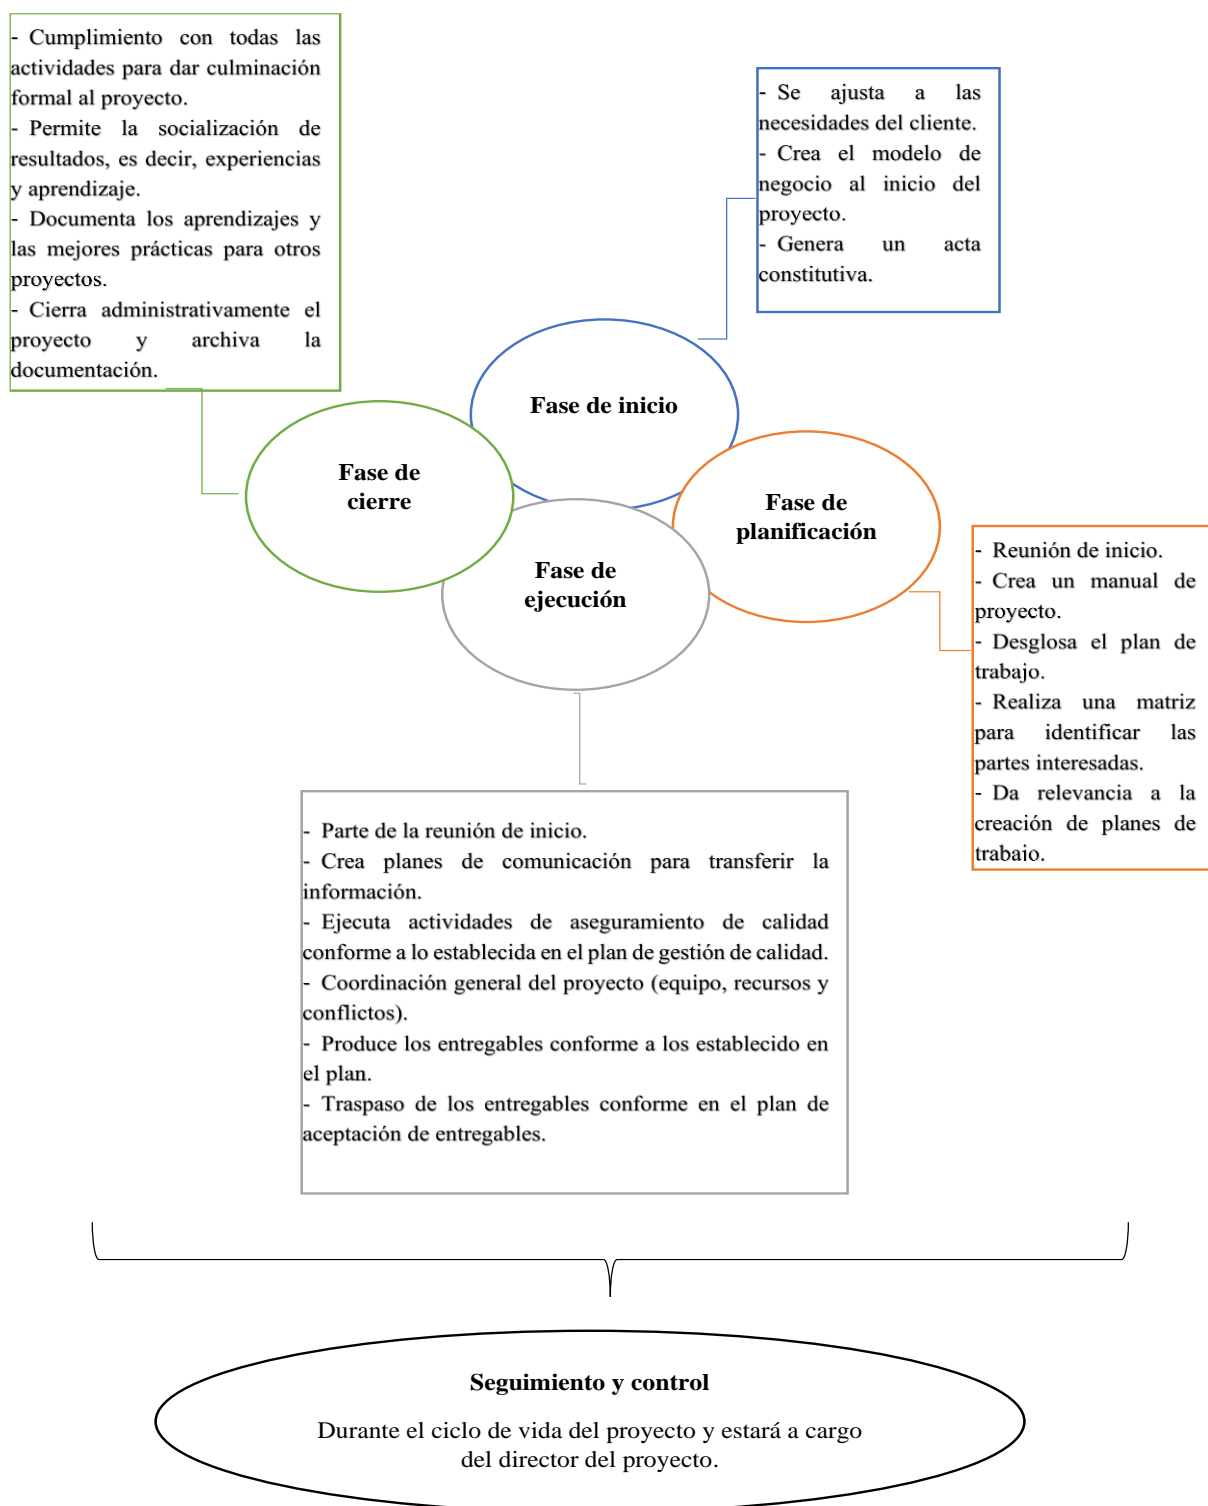 - Cumplimiento con todas las
actividades para dar culminación
formal al proyecto.
- Permite la socialización de
resultados, es decir, experiencias
y aprendizaje.
- Documenta los aprendizajes y
las mejores prácticas para otros
proyectos.
- Cierra administrativamente el
proyecto y archiva la
documentación.
- Se ajusta a las
necesidades del cliente.
- Crea el modelo de
negocio al inicio del
proyecto.
- Genera un acta
constitutiva.
Fase de inicio
Fase de
cierre
Fase de
planificación
Fase de
ejecución
- Reunión de inicio.
- Crea un manual de
proyecto.
- Desglosa el plan de
trabajo.
- Realiza una matriz
para identificar las
partes interesadas.
- Da relevancia a la
creación de planes de
trabajo.
- Parte de la reunión de inicio.
- Crea planes de comunicación para transferir la
información.
- Ejecuta actividades de aseguramiento de calidad
conforme a lo establecida en el plan de gestión de calidad.
- Coordinación general del proyecto (equipo, recursos y
conflictos).
- Produce los entregables conforme a los establecido en
el plan.
- Traspaso de los entregables conforme en el plan de
aceptación de entregables.
Seguimiento y control
Durante el ciclo de vida del proyecto y estará a cargo
del director del proyecto.